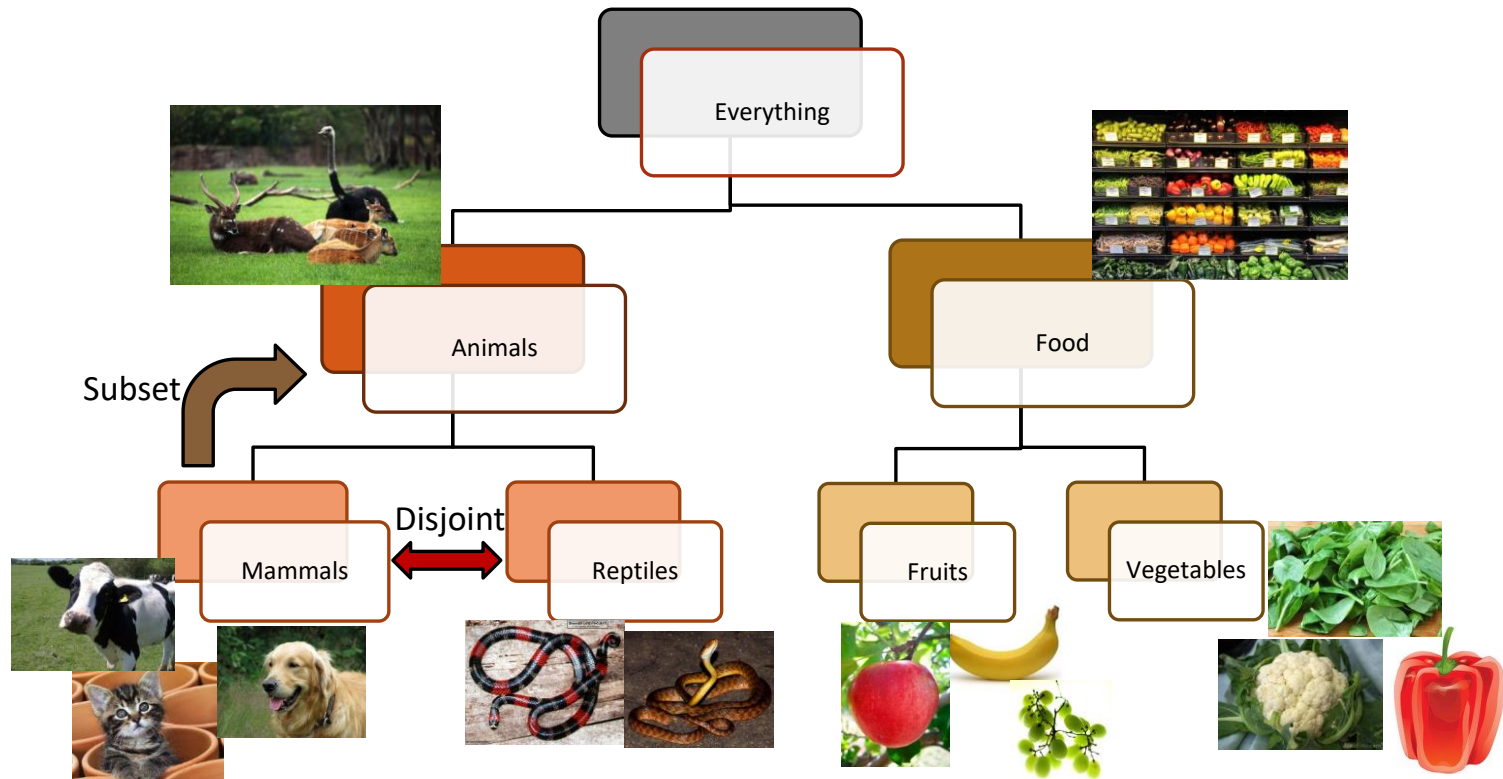 Everything
Animals
Food
Subset
Disjoint
Mammals
Reptiles
Fruits
Vegetables